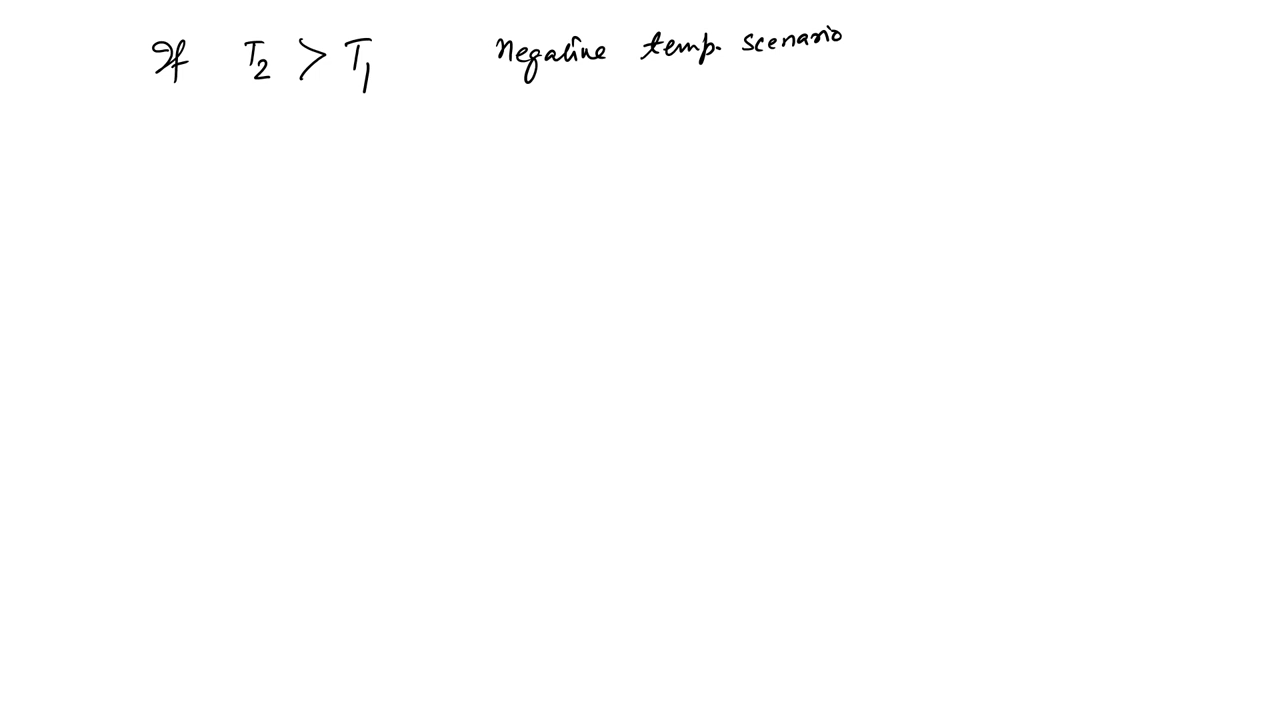 If T₂ > T₁ Negative temp. scenario